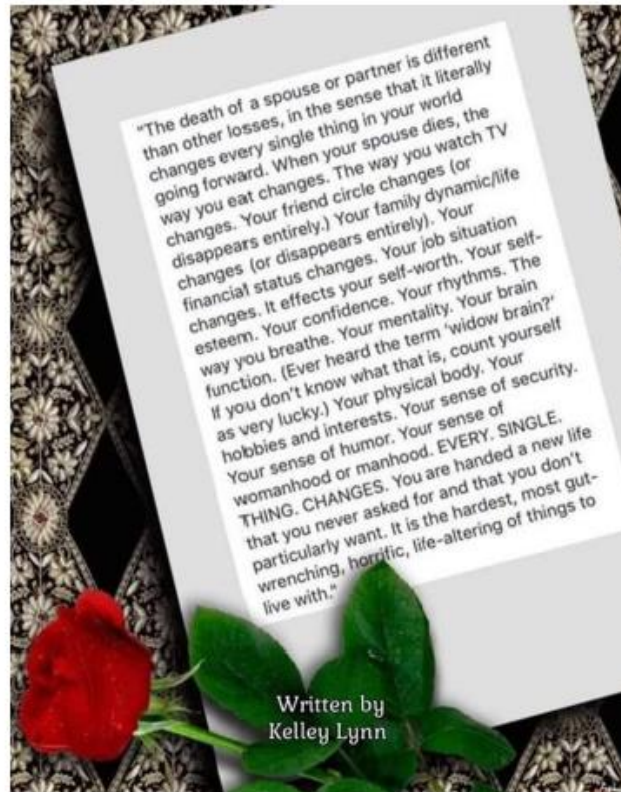 "The death of a spouse or partner is different
than other losses, in the sense that it literally
changes every single thing in your world
going forward. When your spouse dies, the
way you eat changes. The way you watch TV
changes. Your friend circle changes (or
disappears entirely.) Your family dynamic/life
changes (or disappears entirely). Your
financial status changes. Your job situation
changes. It effects your self-worth. Your self-
esteem. Your confidence. Your rhythms. The
way you breathe. Your mentality. Your brain
function. (Ever heard the term 'widow brain?'
If you don't know what that is, count yourself
as very lucky.) Your physical body. Your
hobbies and interests. Your sense of security.
Your sense of humor. Your sense of
womanhood or manhood. EVERY. SINGLE.
THING. CHANGES. You are handed a new life
that you never asked for and that you don't
particularly want. It is the hardest, most gut-
wrenching, horrific, life-altering of things to
live with."
Written by
Kelley Lynn